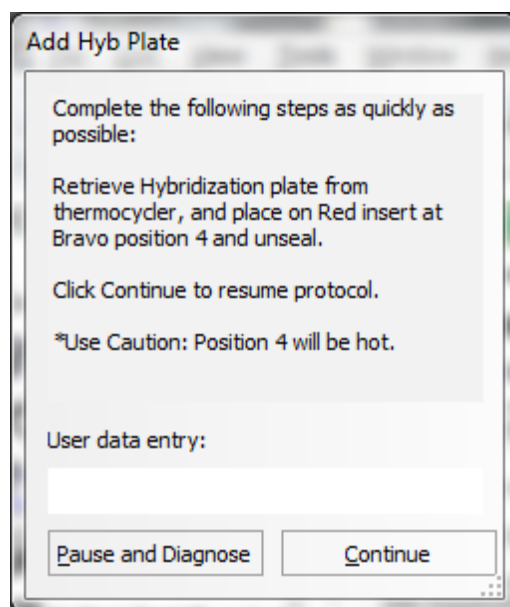 Add Hyb Plate
Complete the following steps as quickly as
possible:
Retrieve Hybridization plate from
thermocycler, and place on Red insert at
Bravo position 4 and unseal.
Click Continue to resume protocol.
*Use Caution: Position 4 will be hot.
User data entry:
Pause and Diagnose
Continue